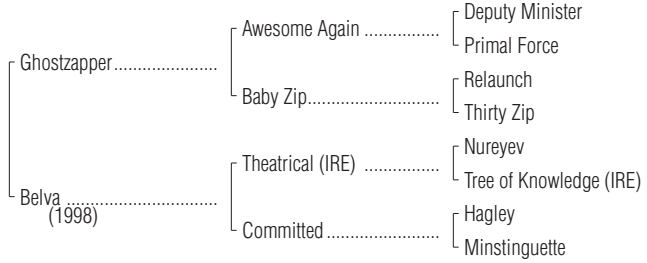 Deputy Minister
Awesome Again ................
Primal Force
Ghostzapper......................
Relaunch
Baby Zip............................
Thirty Zip
Nureyev
Theatrical (IRE) ................
Tree of Knowledge (IRE)
Belva ................................
(1998)
Hagley
Committed ........................
Minstinguette